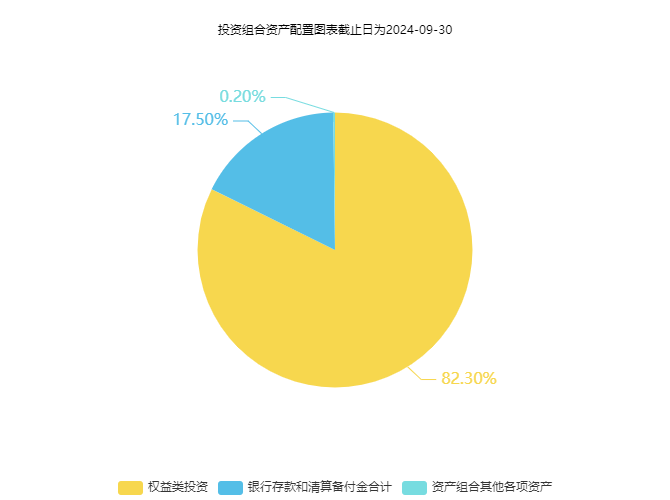 投资组合资产配置图表截止日为2024-09-30
0.20%
17.50%
82.30%
权益类投资 银行存款和清算备付金合计 资产组合其他各项资产